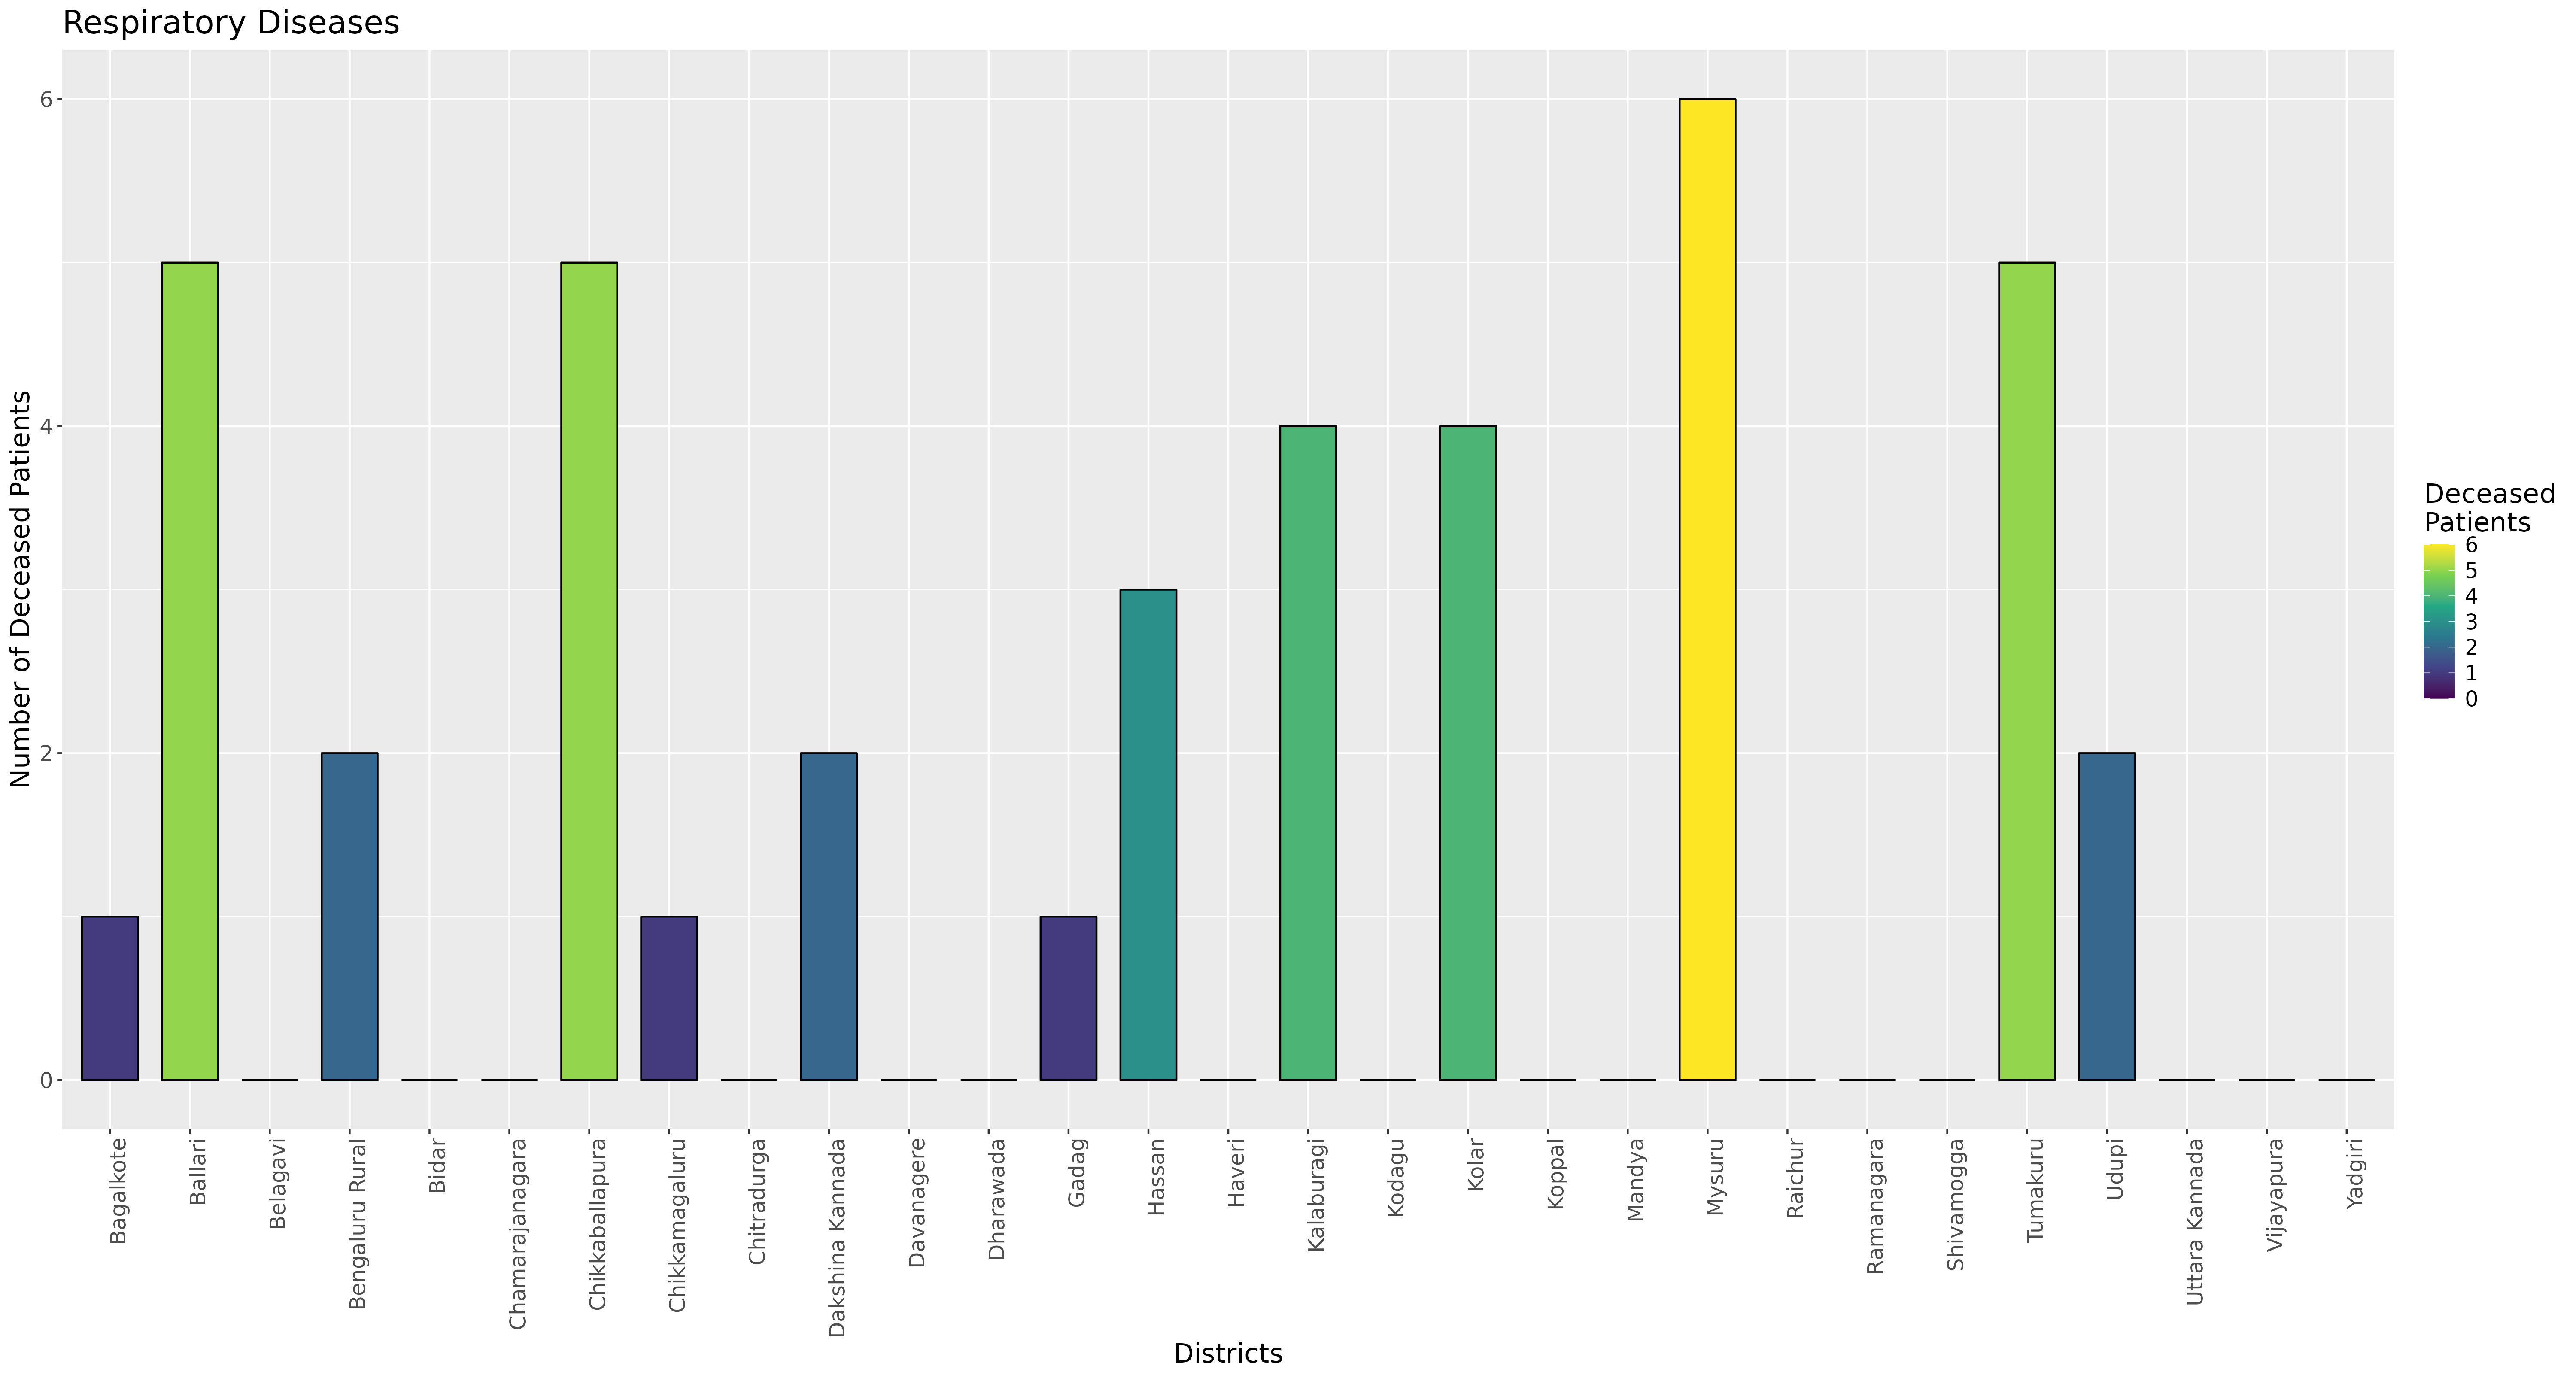 Respiratory Diseases
Number of Deceased Patients
6
4
2
0
Bagalkote
Ballari
Belagavi
Bengaluru Rural
Bidar
Chamarajanagara
Chikkaballapura
Chikkamagaluru
Chitradurga
Dakshina Kannada
Davanagere
Dharawada
Gadag
Hassan
Haveri
Kalaburagi
Kodagu
Kolar
Koppal
Mandya
Mysuru
Raichur
Ramanagara
Shivamogga
Tumakuru
Udupi
Uttara Kannada
Vijayapura
Yadgiri
Districts
Deceased
Patients
6
5
4
3
2
1
0